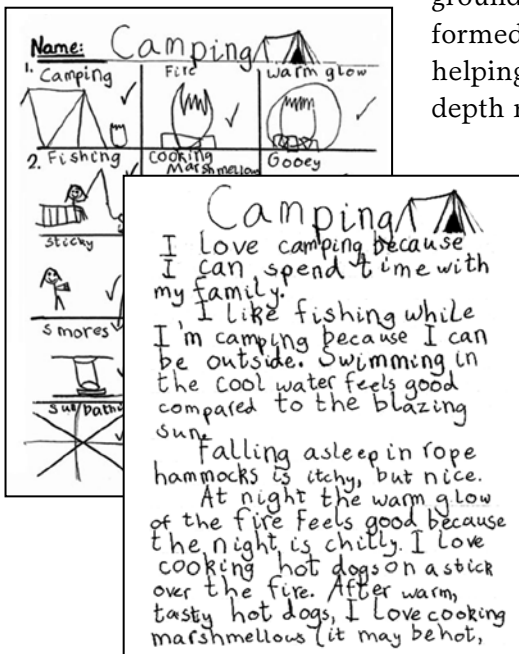 ground
formed
helping
depth
Name: Camping
1. Camping
Fire
warm glow
2. Fishing
Cooking
Marshmellow
Gooey
sticky
smores
Camping
I love camping because
I can spend time with
my family.
I like fishing while
I'm camping because I can
be outside. Swimming in
the cool water feels good
compared to the blazing
sun.
Falling asleep in rope
hammocks is itchy, but nice.
At night the warm glow
of the fire feels good because
the night is chilly. I love
cooking hot dogs on a stick
over the fire. After warm,
tasty hot dogs, I love cooking
marshmellows (it may be hot,